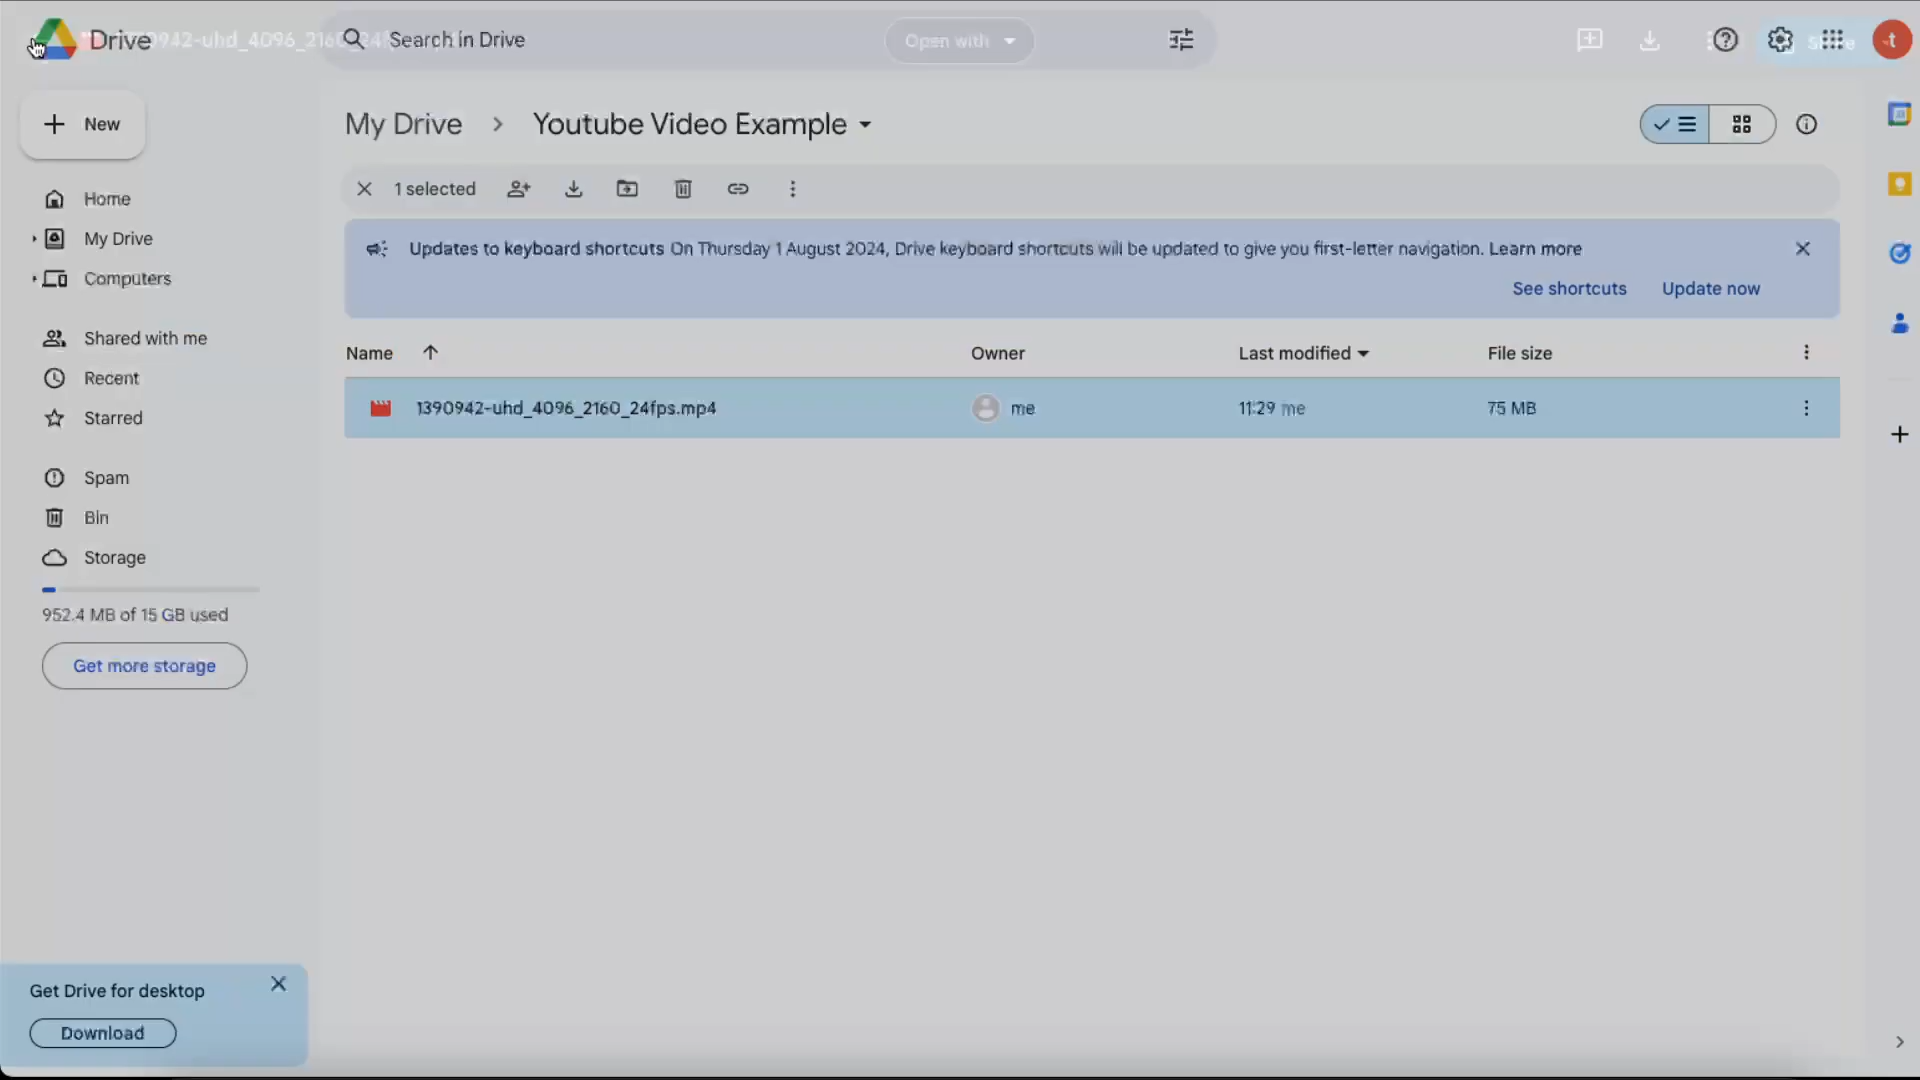 Drive
Search in Drive
Open with
t
New
My Drive
Youtube Video Example
1 selected
Home
My Drive
Computers
Shared with me
Recent
Starred
Spam
Bin
Storage
952.4 MB of 15 GB used
Get more storage
Updates to keyboard shortcuts On Thursday 1 August 2024, Drive keyboard shortcuts will be updated to give you first-letter navigation. Learn more
See shortcuts
Update now
Name
Owner
Last modified
File size
1390942-uhd_4096_2160_24fps.mp4
me
11:29 me
75 MB
Get Drive for desktop
Download